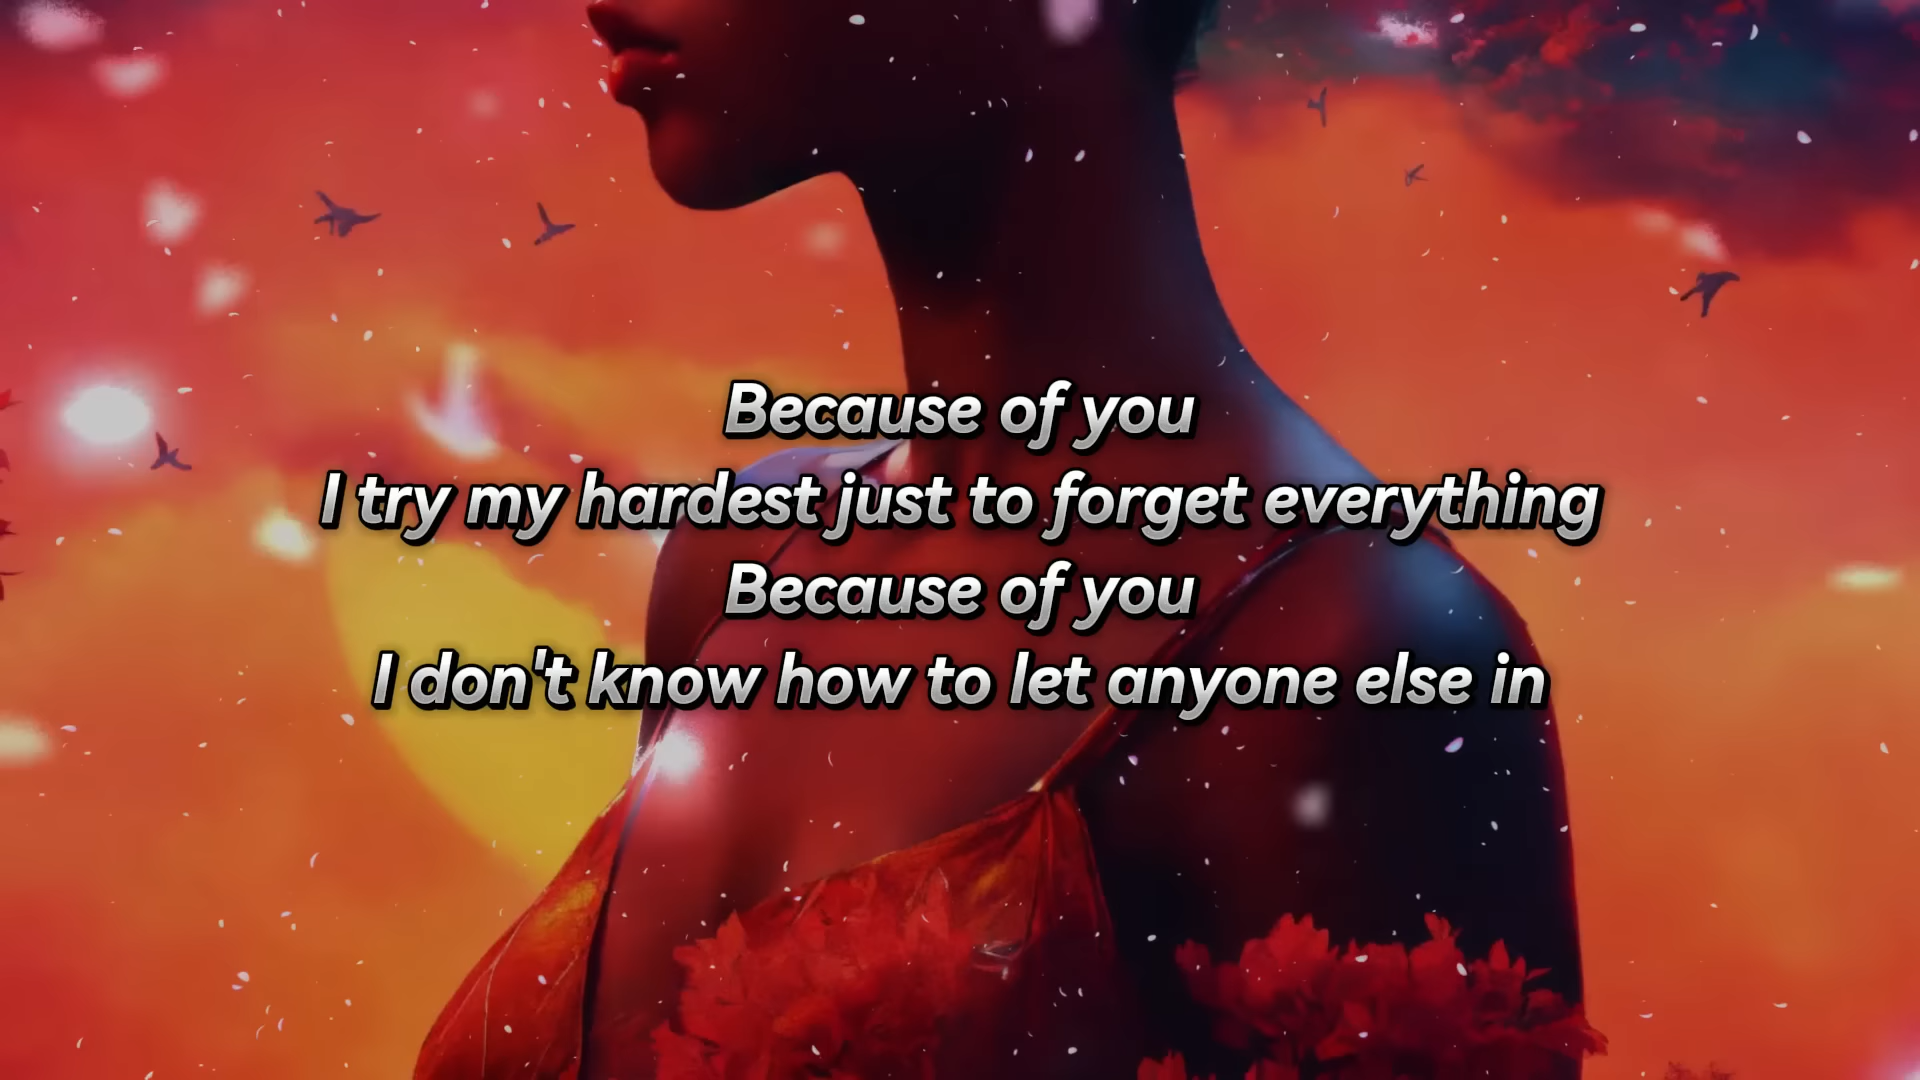 Because of you
I try my hardest just to forget everything
Because of you
I don't know how to let anyone else in